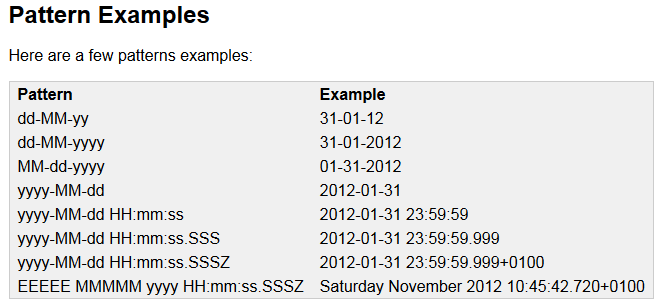 Pattern Examples
Here are a few patterns examples:
Pattern Example
dd-MM-yy 31-01-12
dd-MM-yyyy 31-01-2012
MM-dd-yyyy 01-31-2012
yyyy-MM-dd 2012-01-31
yyyy-MM-dd HH:mm:ss 2012-01-31 23:59:59
yyyy-MM-dd HH:mm:ss.SSS 2012-01-31 23:59:59.999
yyyy-MM-dd HH:mm:ss.SSSZ 2012-01-31 23:59:59.999+0100
EEEEE MMMMM yyyy HH:mm:ss.SSSZ Saturday November 2012 10:45:42.720+0100